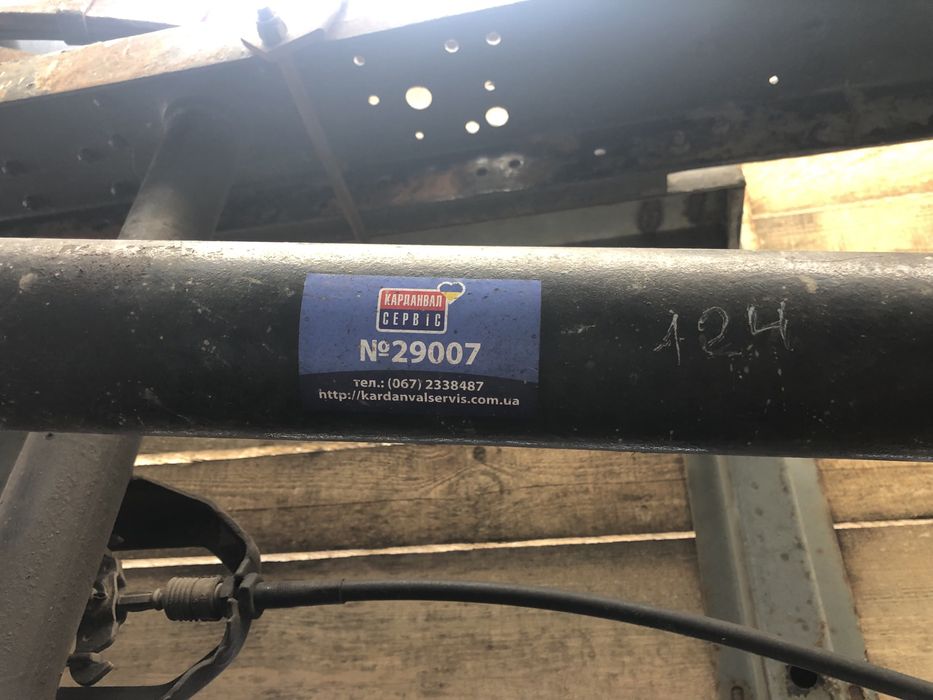 КАРДАНВАЛ
СЕРВІС
№29007
тел.: (067) 2338487
http://kardanvalservis.com.ua
124